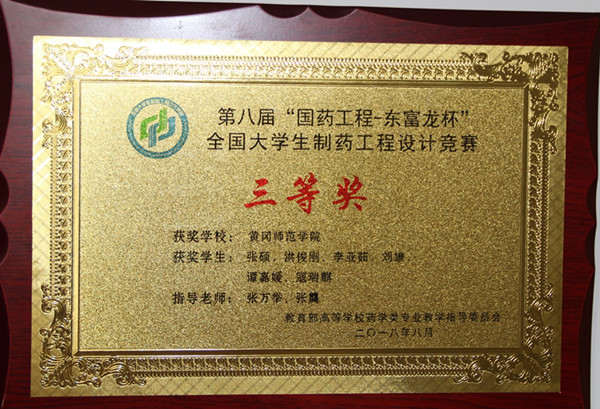 第八届“国药工程-东富龙杯”
全国大学生制药工程设计竞赛
三等奖
获奖学校：黄冈师范学院
获奖学生：张硕、洪俊刚、李亚茹、刘雄、
谭嘉媛、寇瑞麒
指导老师：张万举、张龑
教育部高等学校药学类专业教学指导委员会
二〇一八年八月